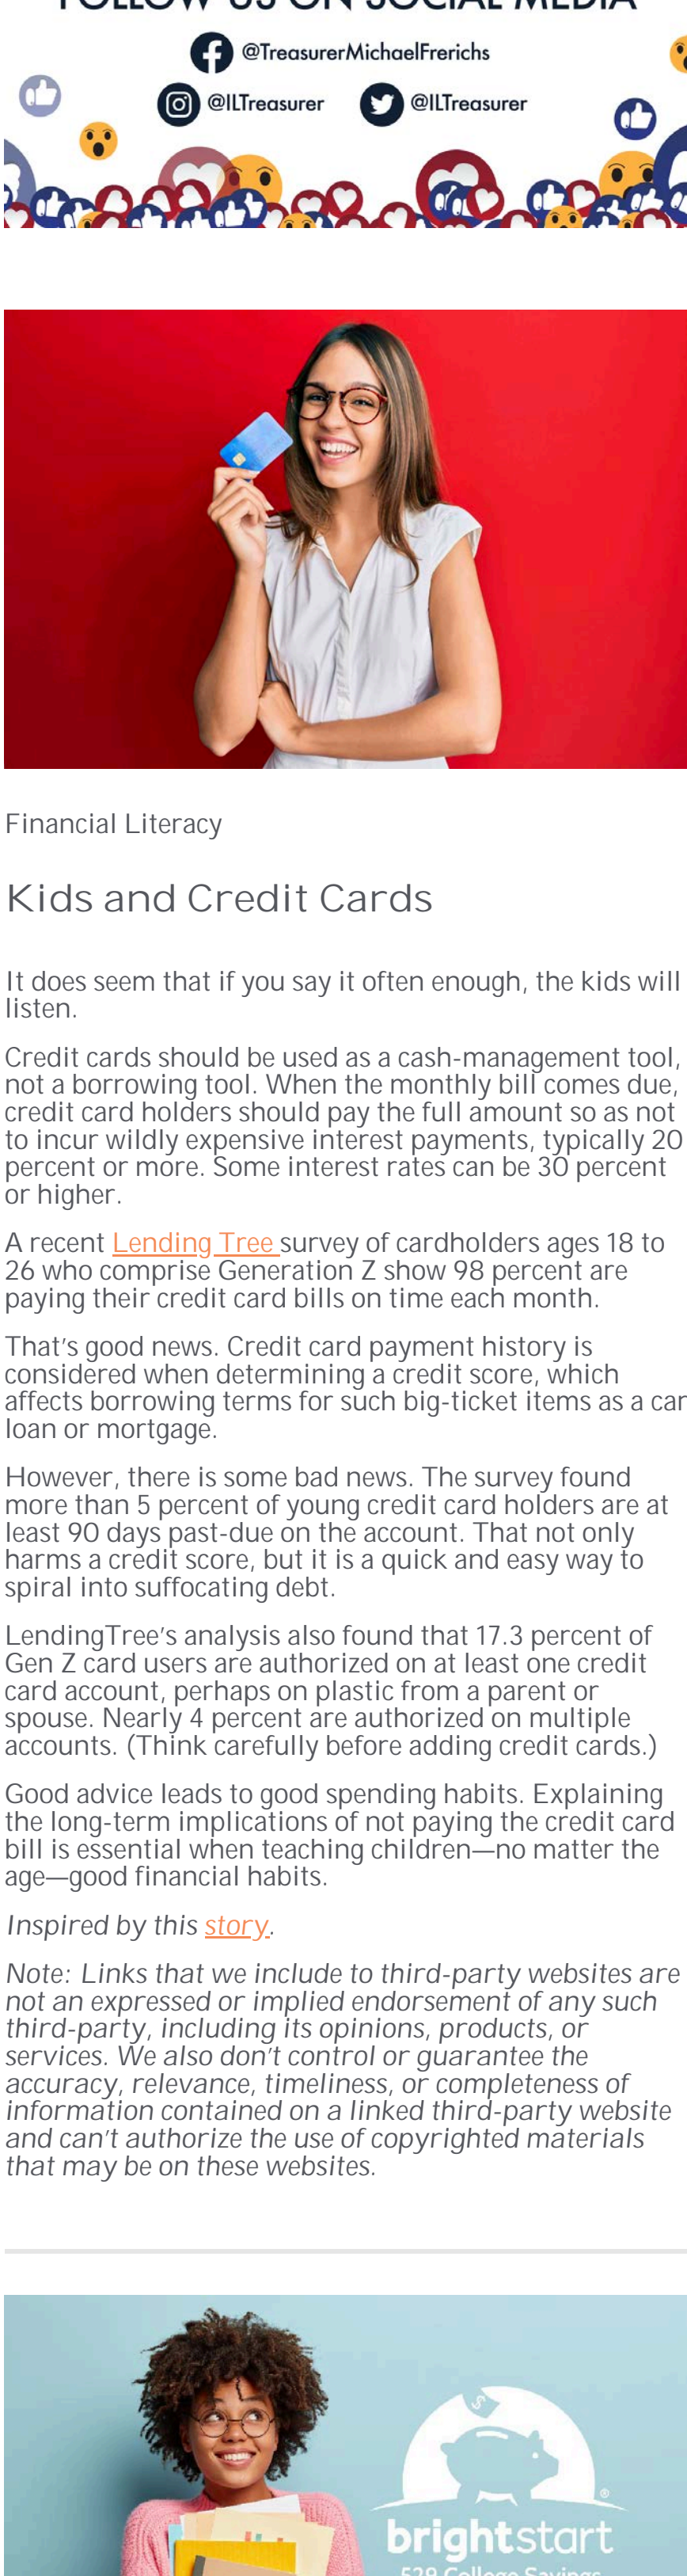 FOLLOW US ON SOCIAL MEDIA
@TreasurerMichaelFrerichs
@ILTreasurer
@ILTreasurer
Financial Literacy
Kids and Credit Cards
It does seem that if you say it often enough, the kids will
listen.
Credit cards should be used as a cash-management tool,
not a borrowing tool. When the monthly bill comes due,
credit card holders should pay the full amount so as not
to incur wildly expensive interest payments, typically 20
percent or more. Some interest rates can be 30 percent
or higher.
A recent Lending Tree survey of cardholders ages 18 to
26 who comprise Generation Z show 98 percent are
paying their credit card bills on time each month.
That's good news. Credit card payment history is
considered when determining a credit score, which
affects borrowing terms for such big-ticket items as a car
loan or mortgage.
However, there is some bad news. The survey found
more than 5 percent of young credit card holders are at
least 90 days past-due on the account. That not only
harms a credit score, but it is a quick and easy way to
spiral into suffocating debt.
LendingTree's analysis also found that 17.3 percent of
Gen Z card users are authorized on at least one credit
card account, perhaps on plastic from a parent or
spouse. Nearly 4 percent are authorized on multiple
accounts. (Think carefully before adding credit cards.)
Good advice leads to good spending habits. Explaining
the long-term implications of not paying the credit card
bill is essential when teaching children—no matter the
age—good financial habits.
Inspired by this story.
Note: Links that we include to third-party websites are
not an expressed or implied endorsement of any such
third-party, including its opinions, products, or
services. We also don't control or guarantee the
accuracy, relevance, timeliness, or completeness of
information contained on a linked third-party website
and can't authorize the use of copyrighted materials
that may be on these websites.
$
®
brightstart
529 College Savings